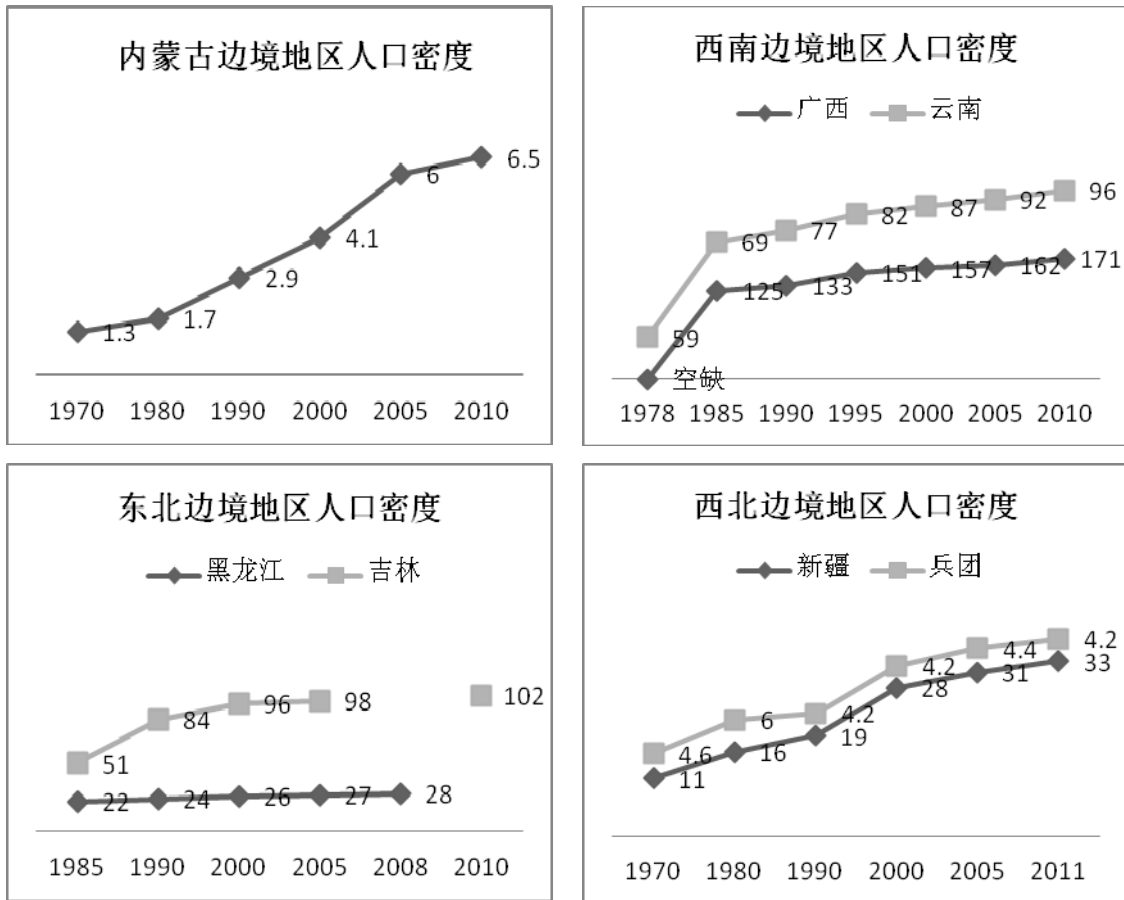 内蒙古边境地区人口密度
6.5
6
4.1
2.9
1.7
1.3
1970 1980 1990 2000 2005 2010
西南边境地区人口密度
广西 云南
59 69 77 82 87 92 96
空缺 125 133 151 157 162 171
1978 1985 1990 1995 2000 2005 2010
东北边境地区人口密度
黑龙江 吉林
51 84 96 98 102
22 24 26 27 28
1985 1990 2000 2005 2008 2010
西北边境地区人口密度
新疆 兵团
4.6 6 4.2 4.2 4.4 4.2
11 16 19 28 31 33
1970 1980 1990 2000 2005 2011